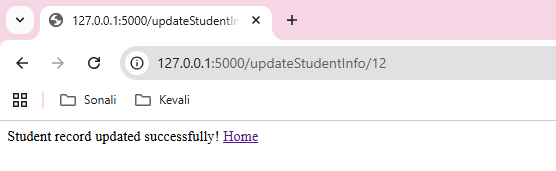 127.0.0.1:5000/updateStudentIn
127.0.0.1:5000/updateStudentInfo/12
Sonali Kevali
Student record updated successfully! Home